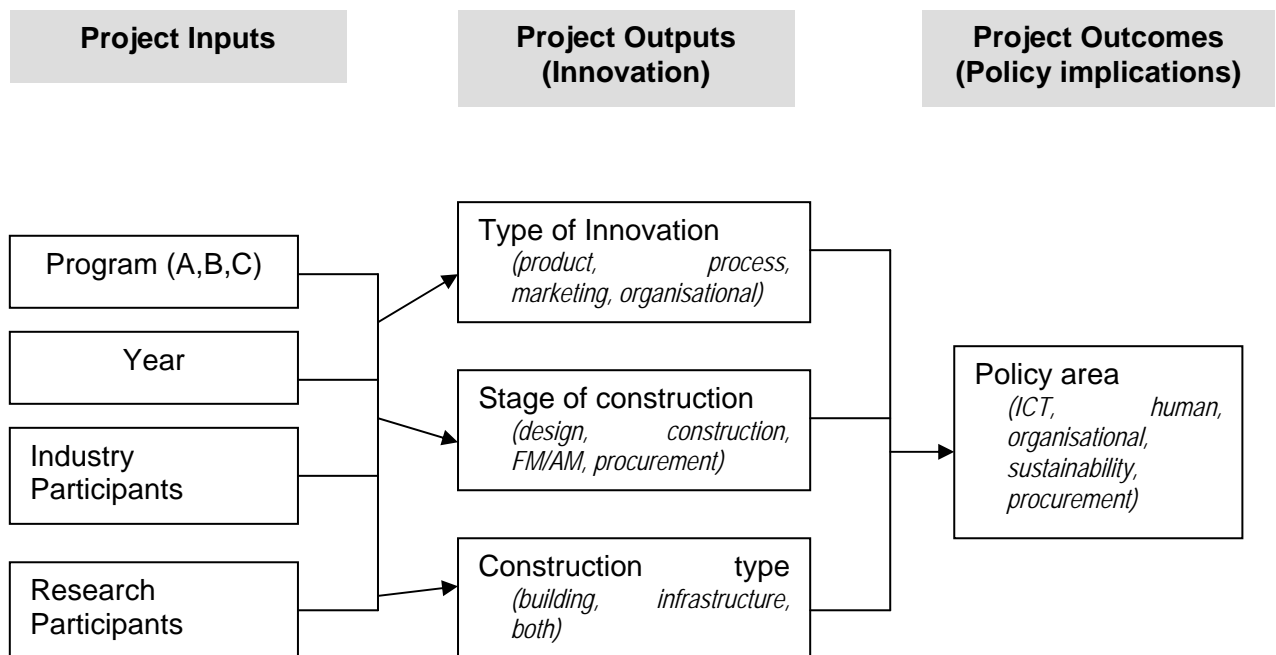 Project Inputs
Project Outputs
(Innovation)
Project Outcomes
(Policy implications)
Program (A,B,C)
Year
Industry
Participants
Research
Participants
Type of Innovation
(product, process,
marketing, organisational)
Stage of construction
(design, construction,
FM/AM, procurement)
Construction type
(building, infrastructure,
both)
Policy area
(ICT, human,
organisational,
sustainability,
procurement)